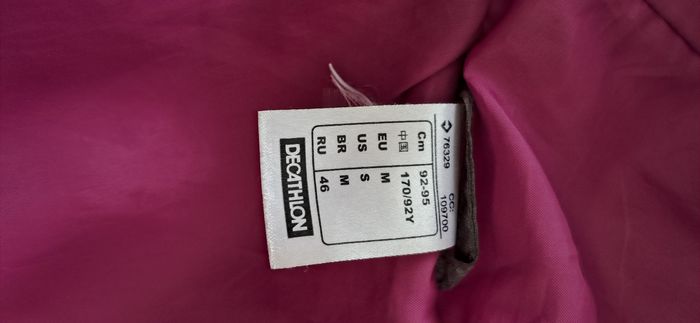 76329 CC: 109700
Cm 92-95
中国 170/92Y
EU M
US S
BR M
RU 46
DECATHLON